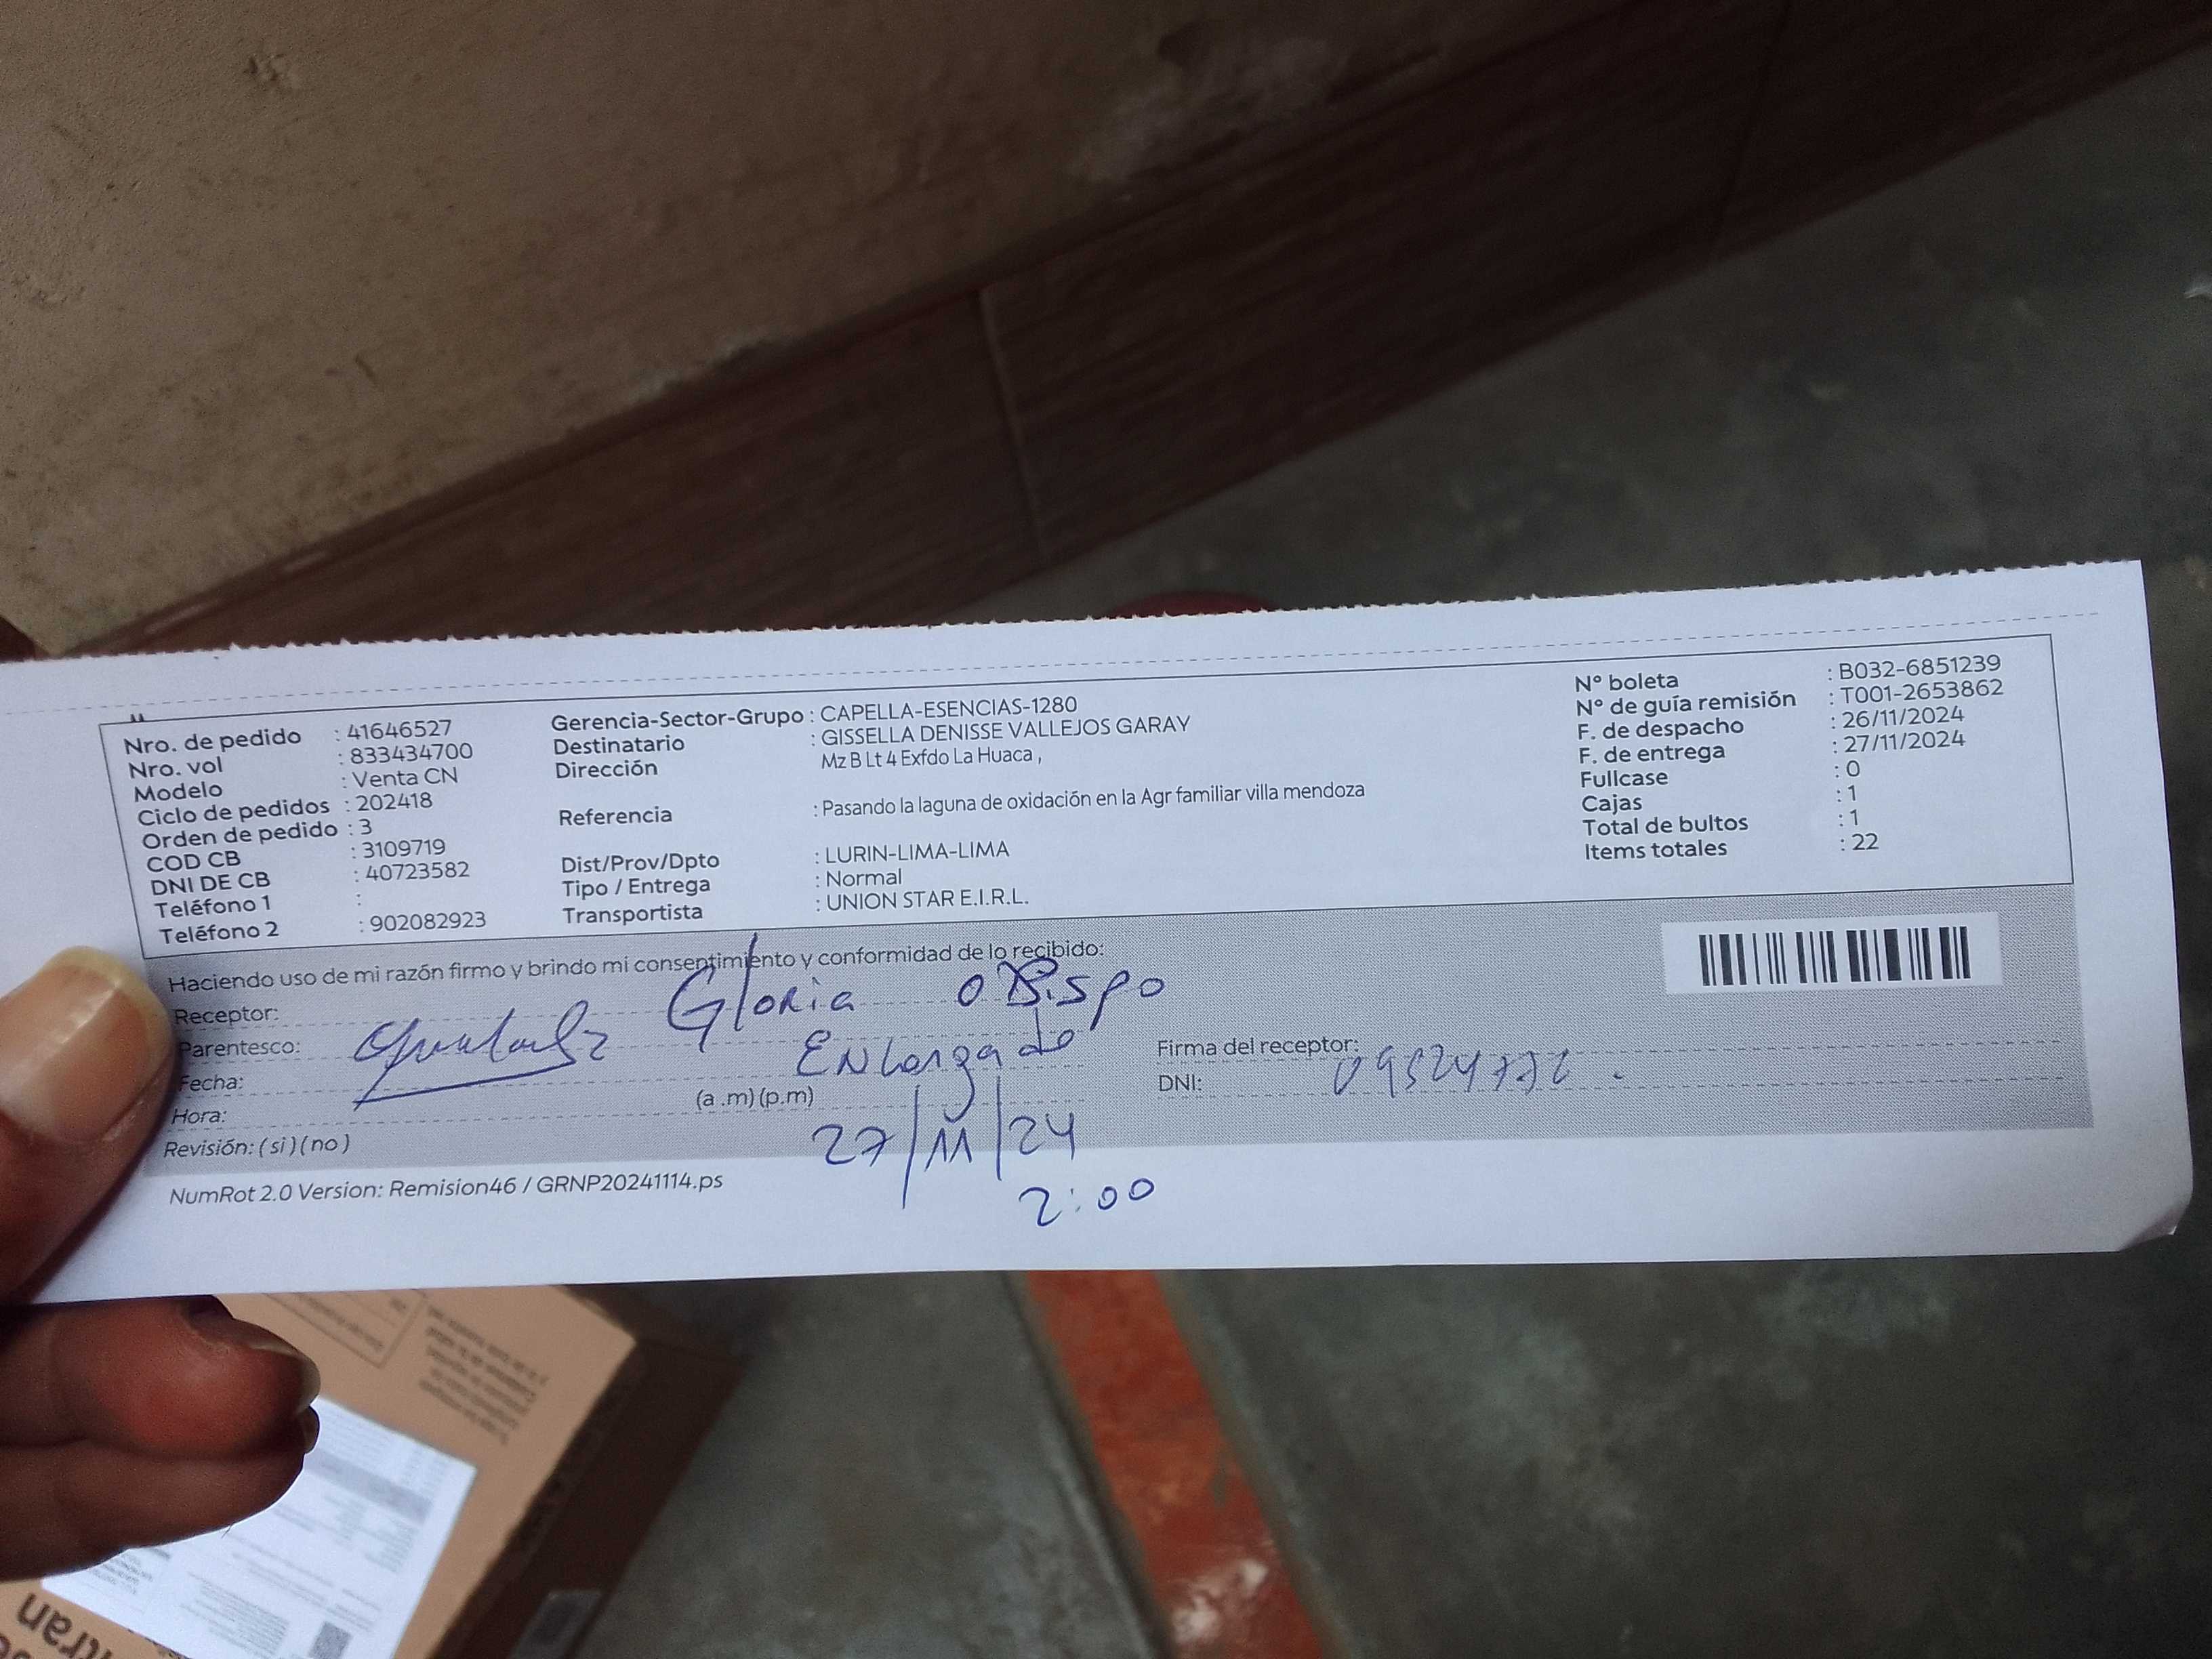 Nro. de pedido : 41646527
Nro. vol : 833434700
Modelo : Venta CN
Ciclo de pedidos : 202418
Orden de pedido : 3
COD CB : 3109719
DNI DE CB : 40723582
Teléfono 1 :
Teléfono 2 : 902082923
Gerencia-Sector-Grupo : CAPELLA-ESENCIAS-1280
Destinatario : GISSELLA DENISSE VALLEJOS GARAY
Dirección Mz B Lt 4 Exfdo La Huaca ,
Referencia : Pasando la laguna de oxidación en la Agr familiar villa mendoza
Dist/Prov/Dpto : LURIN-LIMA-LIMA
Tipo / Entrega : Normal
Transportista : UNION STAR E.I.R.L.
N° boleta : B032-6851239
N° de guía remisión : T001-2653862
F. de despacho : 26/11/2024
F. de entrega : 27/11/2024
Fullcase : 0
Cajas : 1
Total de bultos : 1
Items totales : 22
Haciendo uso de mi razón firmo y brindo mi consentimiento y conformidad de lo recibido:
Receptor: Gloria OBispo
Parentesco: ENcargado
Firma del receptor:
Fecha:
DNI:
Hora: (a .m) (p.m)
27/11/24
Revisión: ( si ) ( no )
2:00
NumRot 2.0 Version: Remision46 / GRNP20241114.ps